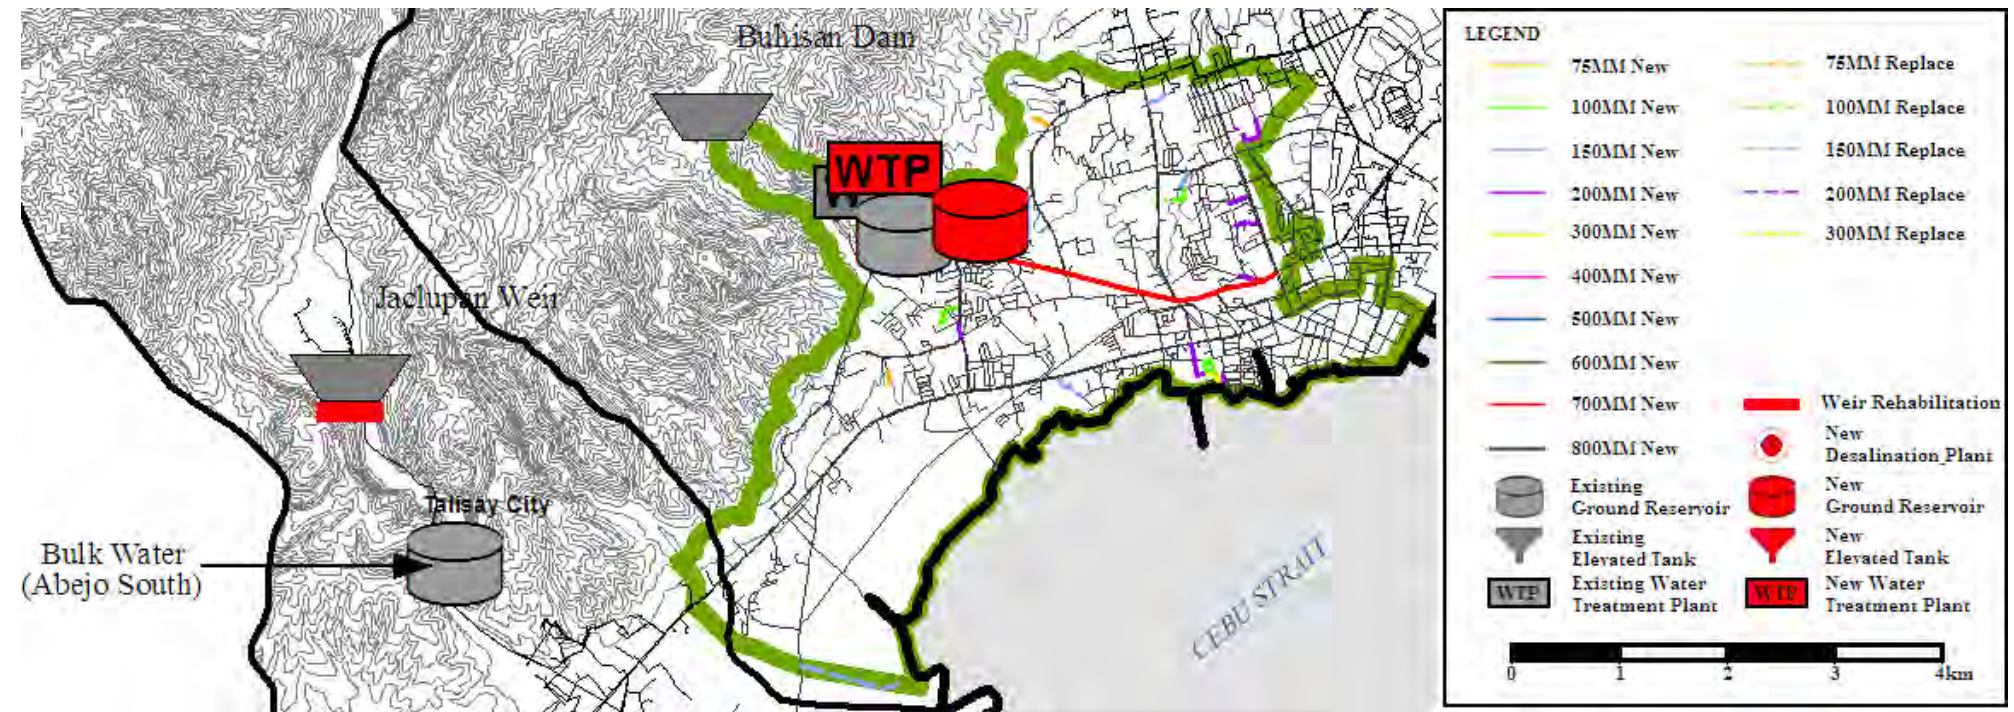 Buhisan Dam
WTP
W
Jaclupan Weir
Talisay City
Bulk Water
(Abejo South)
CEBU STRAIT
LEGEND
75MM New
100MM New
150MM New
200MM New
300MM New
400MM New
500MM New
600MM New
700MM New
800MM New
Existing
Ground Reservoir
Existing
Elevated Tank
WTP
Existing Water
Treatment Plant
75MM Replace
100MM Replace
150MM Replace
200MM Replace
300MM Replace
Weir Rehabilitation
New
Desalination_Plant
New
Ground Reservoir
New
Elevated Tank
WTP
New Water
Treatment Plant
0 1 2 3 4km